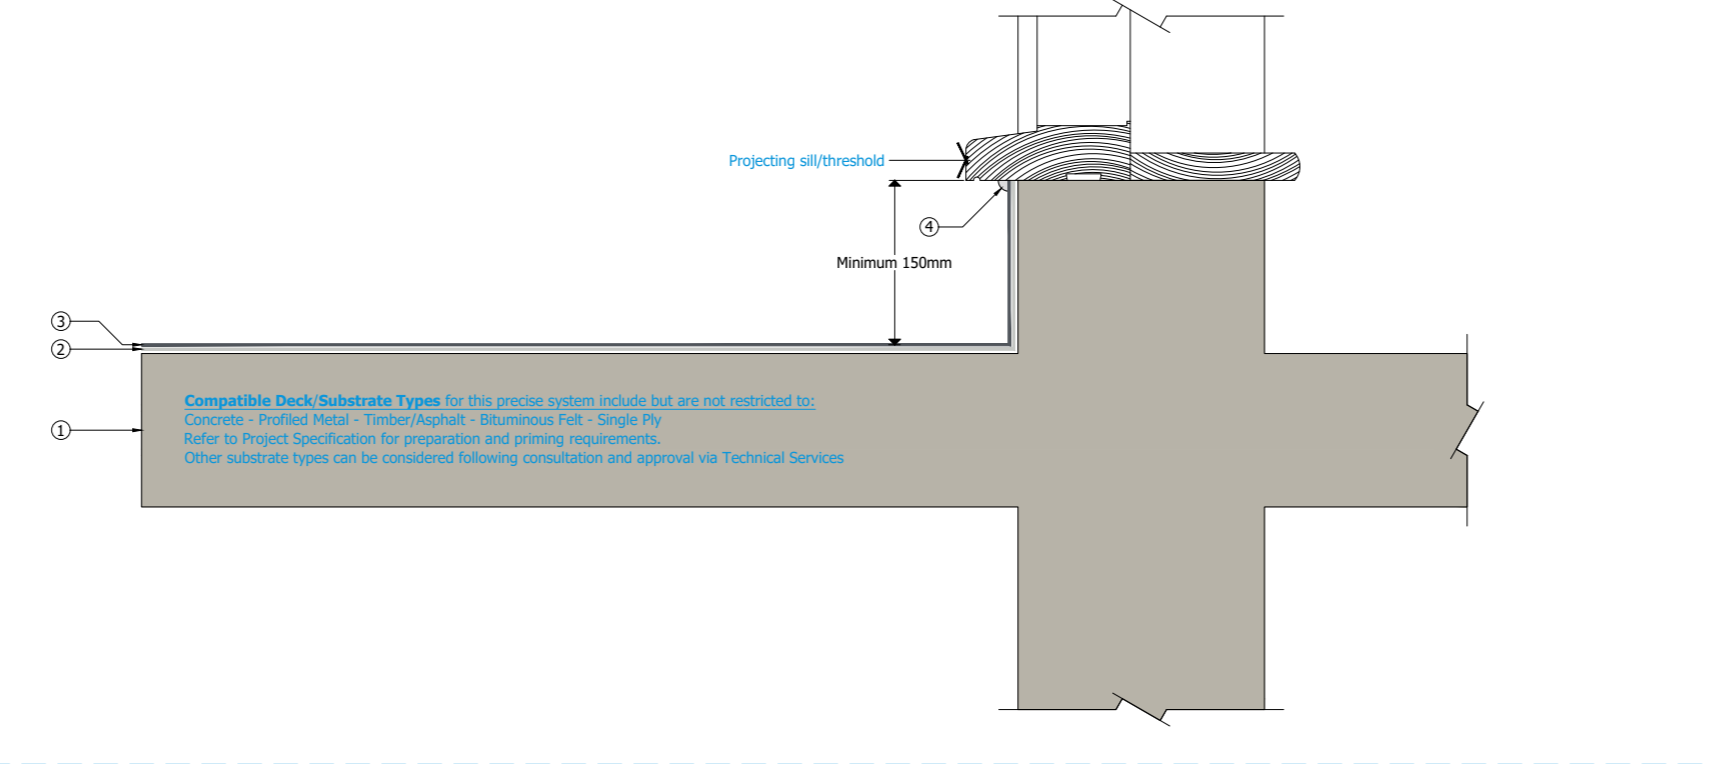 Projecting sill/threshold
4
Minimum 150mm
3
2
Compatible Deck/Substrate Types for this precise system include but are not restricted to:
Concrete - Profiled Metal - Timber/Asphalt - Bituminous Felt - Single Ply
1
Refer to Project Specification for preparation and priming requirements.
Other substrate types can be considered following consultation and approval via Technical Services